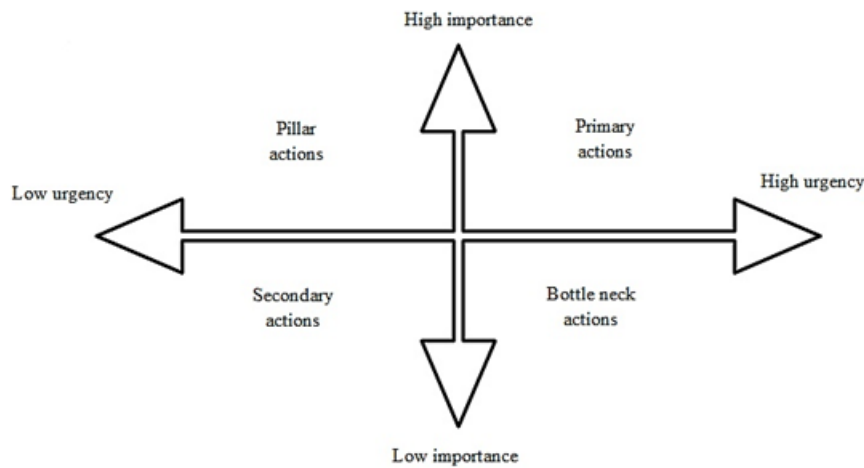 High importance
Pillar
actions
Primary
actions
Low urgency
High urgency
Secondary
actions
Bottle neck
actions
Low importance